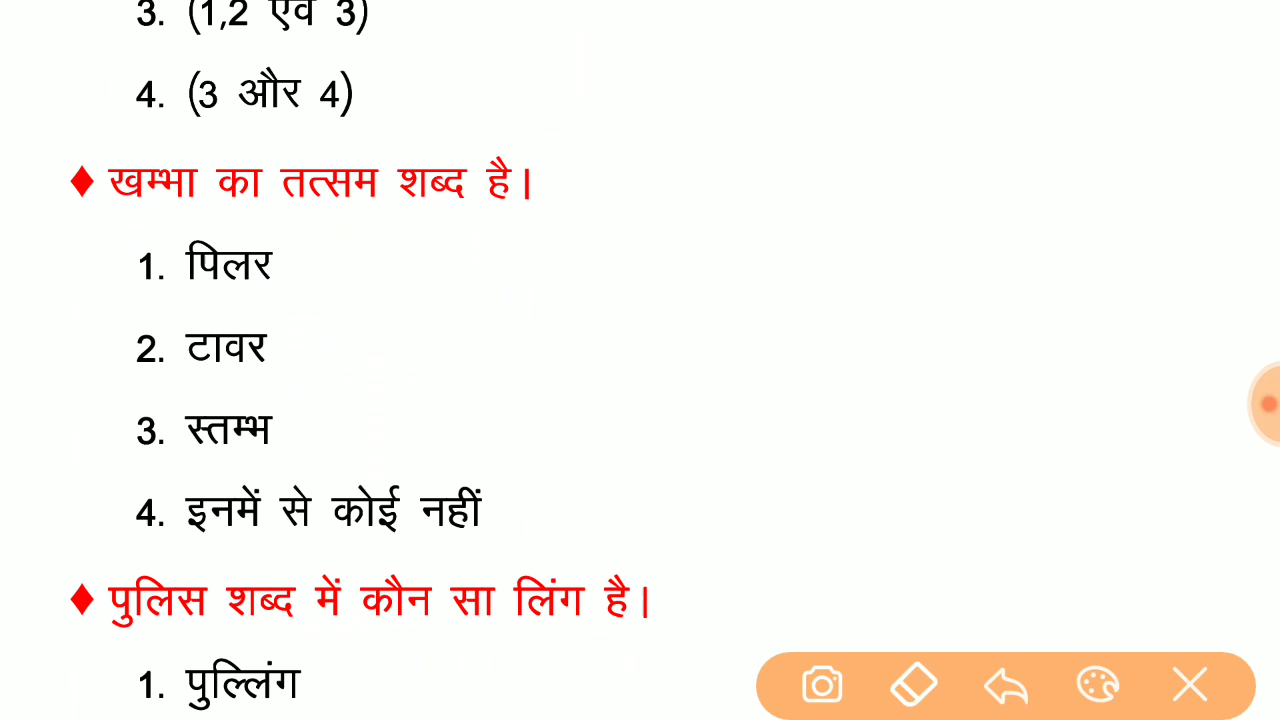 3. (1,2 एवं 3)
4. (3 और 4)
♦ खम्भा का तत्सम शब्द है।
1. पिलर
2. टावर
3. स्तम्भ
4. इनमें से कोई नहीं
♦ पुलिस शब्द में कौन सा लिंग है।
1. पुल्लिंग